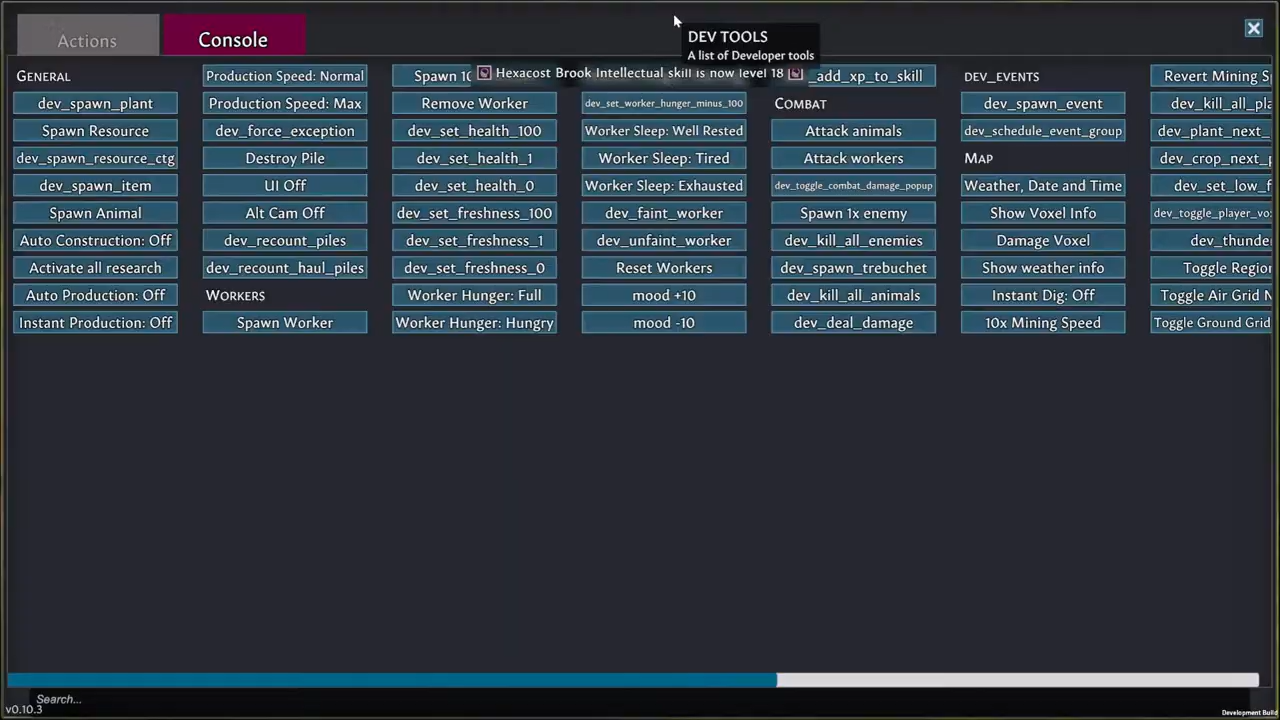 Actions
Console
DEV TOOLS
A list of Developer tools
Hexacost Brook Intellectual skill is now level 18
GENERAL
dev_spawn_plant
Spawn Resource
dev_spawn_resource_ctg
dev_spawn_item
Spawn Animal
Auto Construction: Off
Activate all research
Auto Production: Off
Instant Production: Off
Production Speed: Normal
Production Speed: Max
dev_force_exception
Destroy Pile
UI Off
Alt Cam Off
dev_recount_piles
dev_recount_haul_piles
WORKERS
Spawn Worker
Spawn 10
Remove Worker
dev_set_health_100
dev_set_health_1
dev_set_health_0
dev_set_freshness_100
dev_set_freshness_1
dev_set_freshness_0
Worker Hunger: Full
Worker Hunger: Hungry
dev_set_worker_hunger_minus_100
Worker Sleep: Well Rested
Worker Sleep: Tired
Worker Sleep: Exhausted
dev_faint_worker
dev_unfaint_worker
Reset Workers
mood +10
mood -10
_add_xp_to_skill
COMBAT
Attack animals
Attack workers
dev_toggle_combat_damage_popup
Spawn 1x enemy
dev_kill_all_enemies
dev_spawn_trebuchet
dev_kill_all_animals
dev_deal_damage
DEV_EVENTS
dev_spawn_event
dev_schedule_event_group
MAP
Weather, Date and Time
Show Voxel Info
Damage Voxel
Show weather info
Instant Dig: Off
10x Mining Speed
Revert Mining S
dev_kill_all_pla
dev_plant_next_
dev_crop_next_
dev_set_low_f
dev_toggle_player_vo
dev_thunde
Toggle Region
Toggle Air Grid N
Toggle Ground Grid
Search...
v0.10.3
Development Build